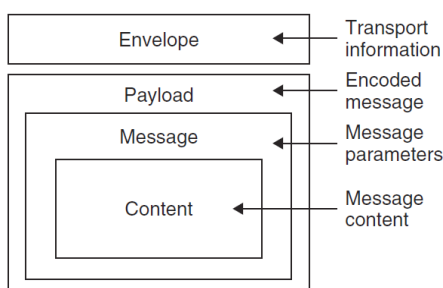 Envelope
Transport
information
Payload
Encoded
message
Message
Message
parameters
Content
Message
content